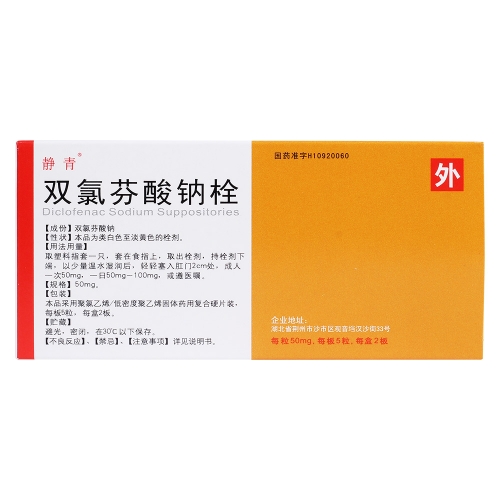 静青®
双氯芬酸钠栓
Diclofenac Sodium Suppositories
【成份】双氯芬酸钠
【性状】本品为类白色至淡黄色的栓剂。
【用法用量】
取塑料指套一只，套在食指上，取出栓剂，持栓剂下
端，以少量温水湿润后，轻轻塞入肛门2cm处，成人
一次50mg，一日50mg－100mg，或遵医嘱。
【规格】50mg。
【包装】
本品采用聚氯乙烯/低密度聚乙烯固体药用复合硬片装，
每板5粒，每盒2板。
【贮藏】
避光，密闭，在30℃以下保存。
【不良反应】、【禁忌】、【注意事项】详见说明书。
国药准字H10920060
外
企业地址：
湖北省荆州市沙市区观音垱汉沙街33号
每粒50mg，每板5粒，每盒2板